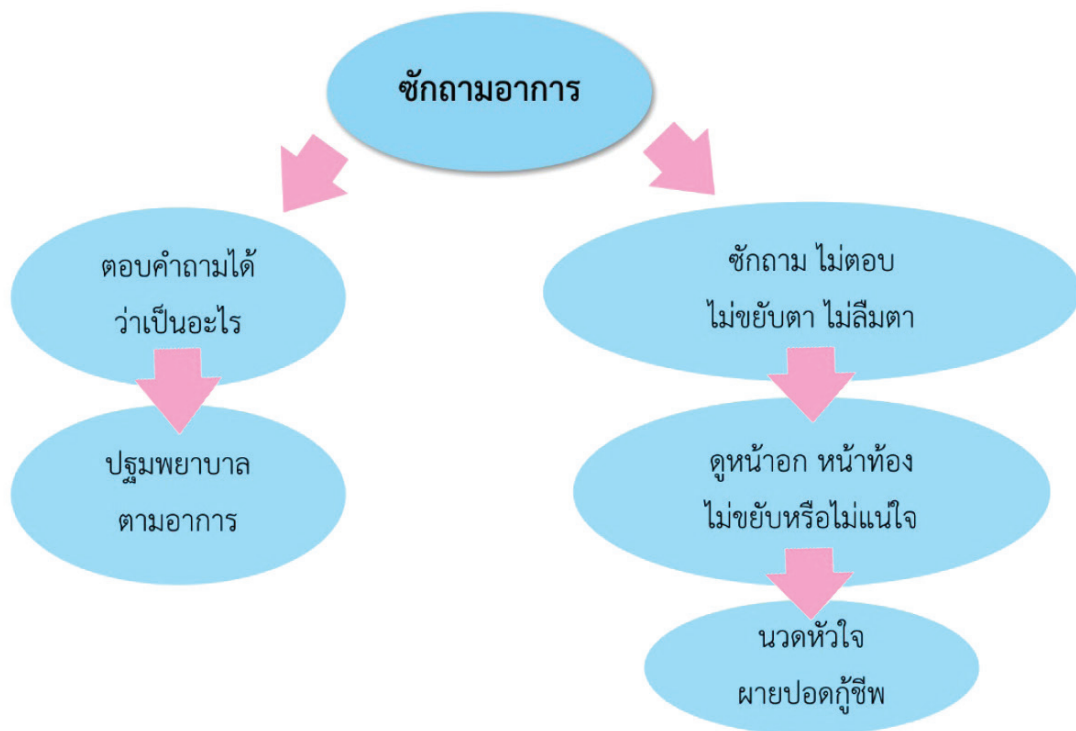 ซักถามอาการ
ตอบคำถามได้
ว่าเป็นอะไร
ปฐมพยาบาล
ตามอาการ
ซักถาม ไม่ตอบ
ไม่ขยับตา ไม่ลืมตา
ดูหน้าอก หน้าท้อง
ไม่ขยับหรือไม่แน่ใจ
นวดหัวใจ
ผายปอดกู้ชีพ